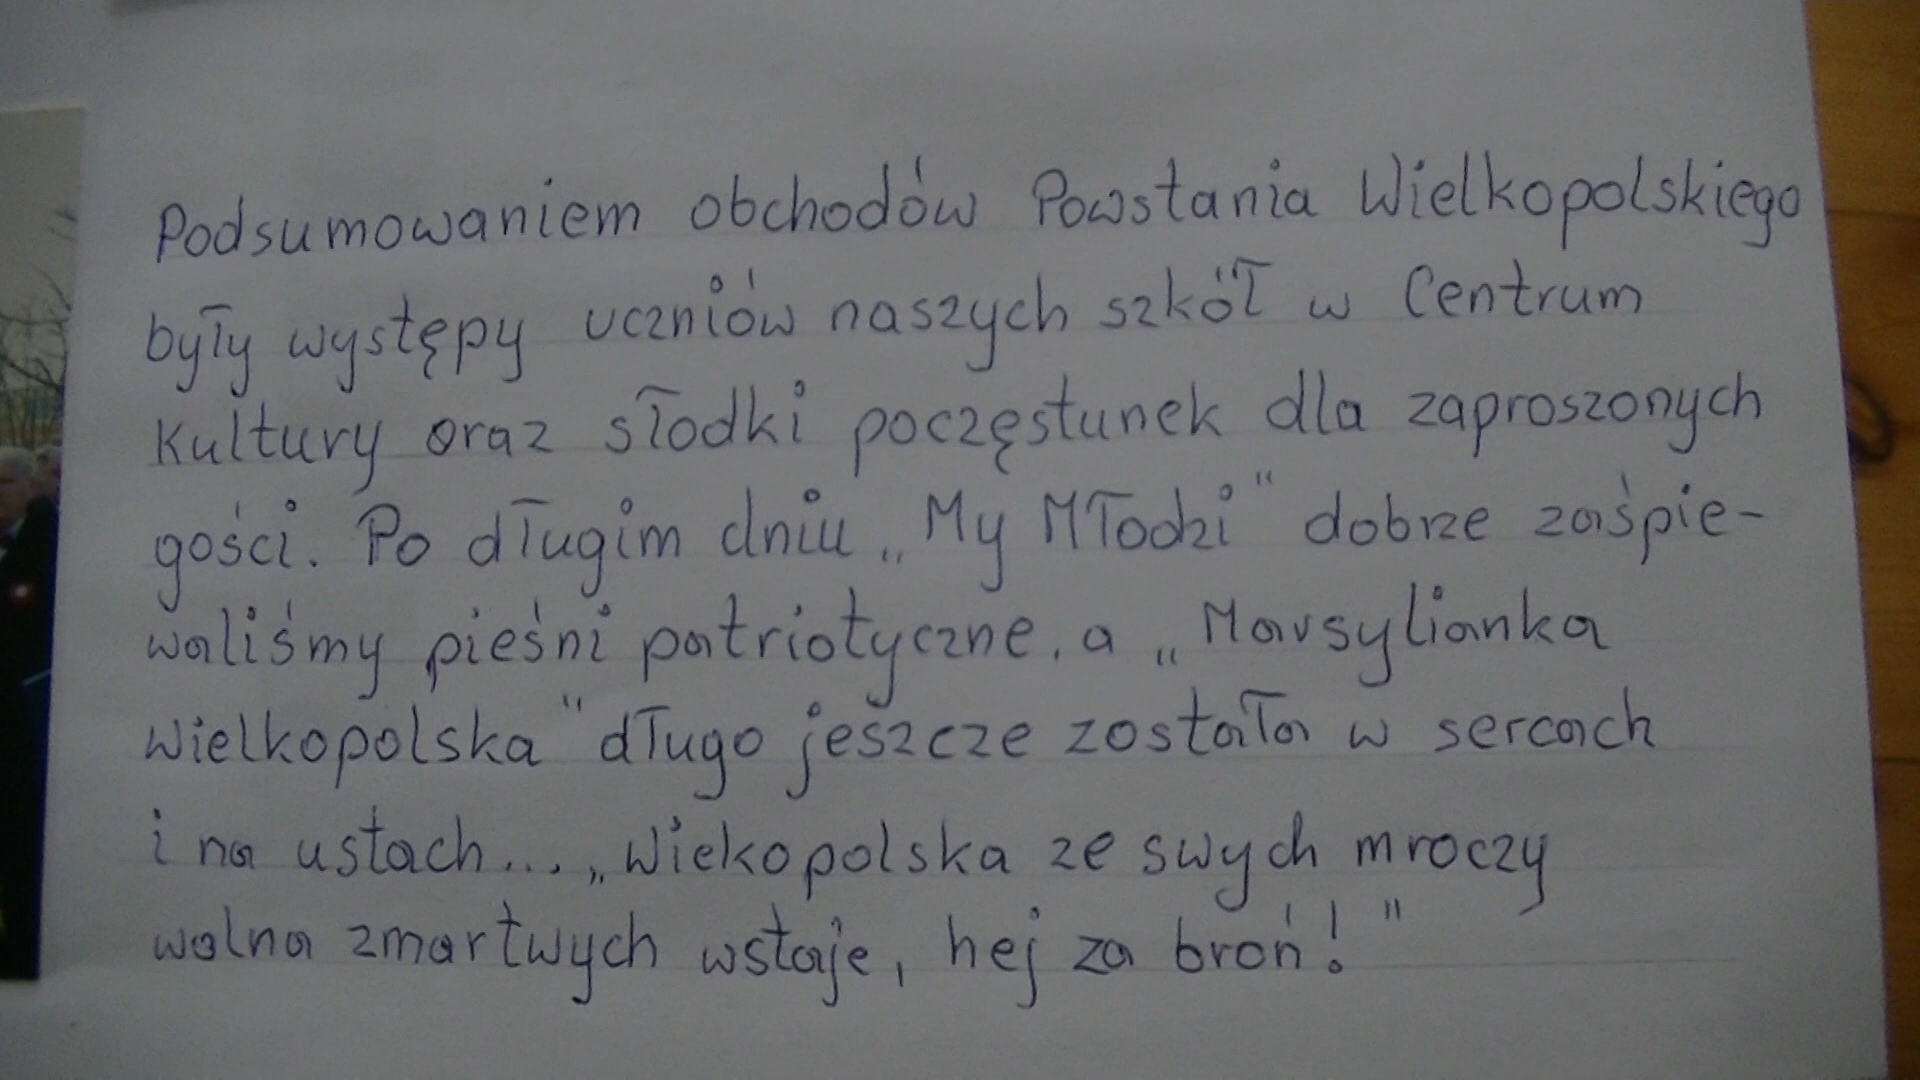 Podsumowaniem obchodów Powstania Wielkopolskiego
były występy uczniów naszych szkół w Centrum
Kultury oraz słodki poczęstunek dla zaproszonych
gości. Po długim dniu „My Młodzi" dobrze zaśpie-
waliśmy pieśni patriotyczne, a „Marsylianka
Wielkopolska" długo jeszcze została w sercach
i na ustach... „Wiekopolska ze swych mroczy
wolna zmartwych wstaje, hej za broń!"